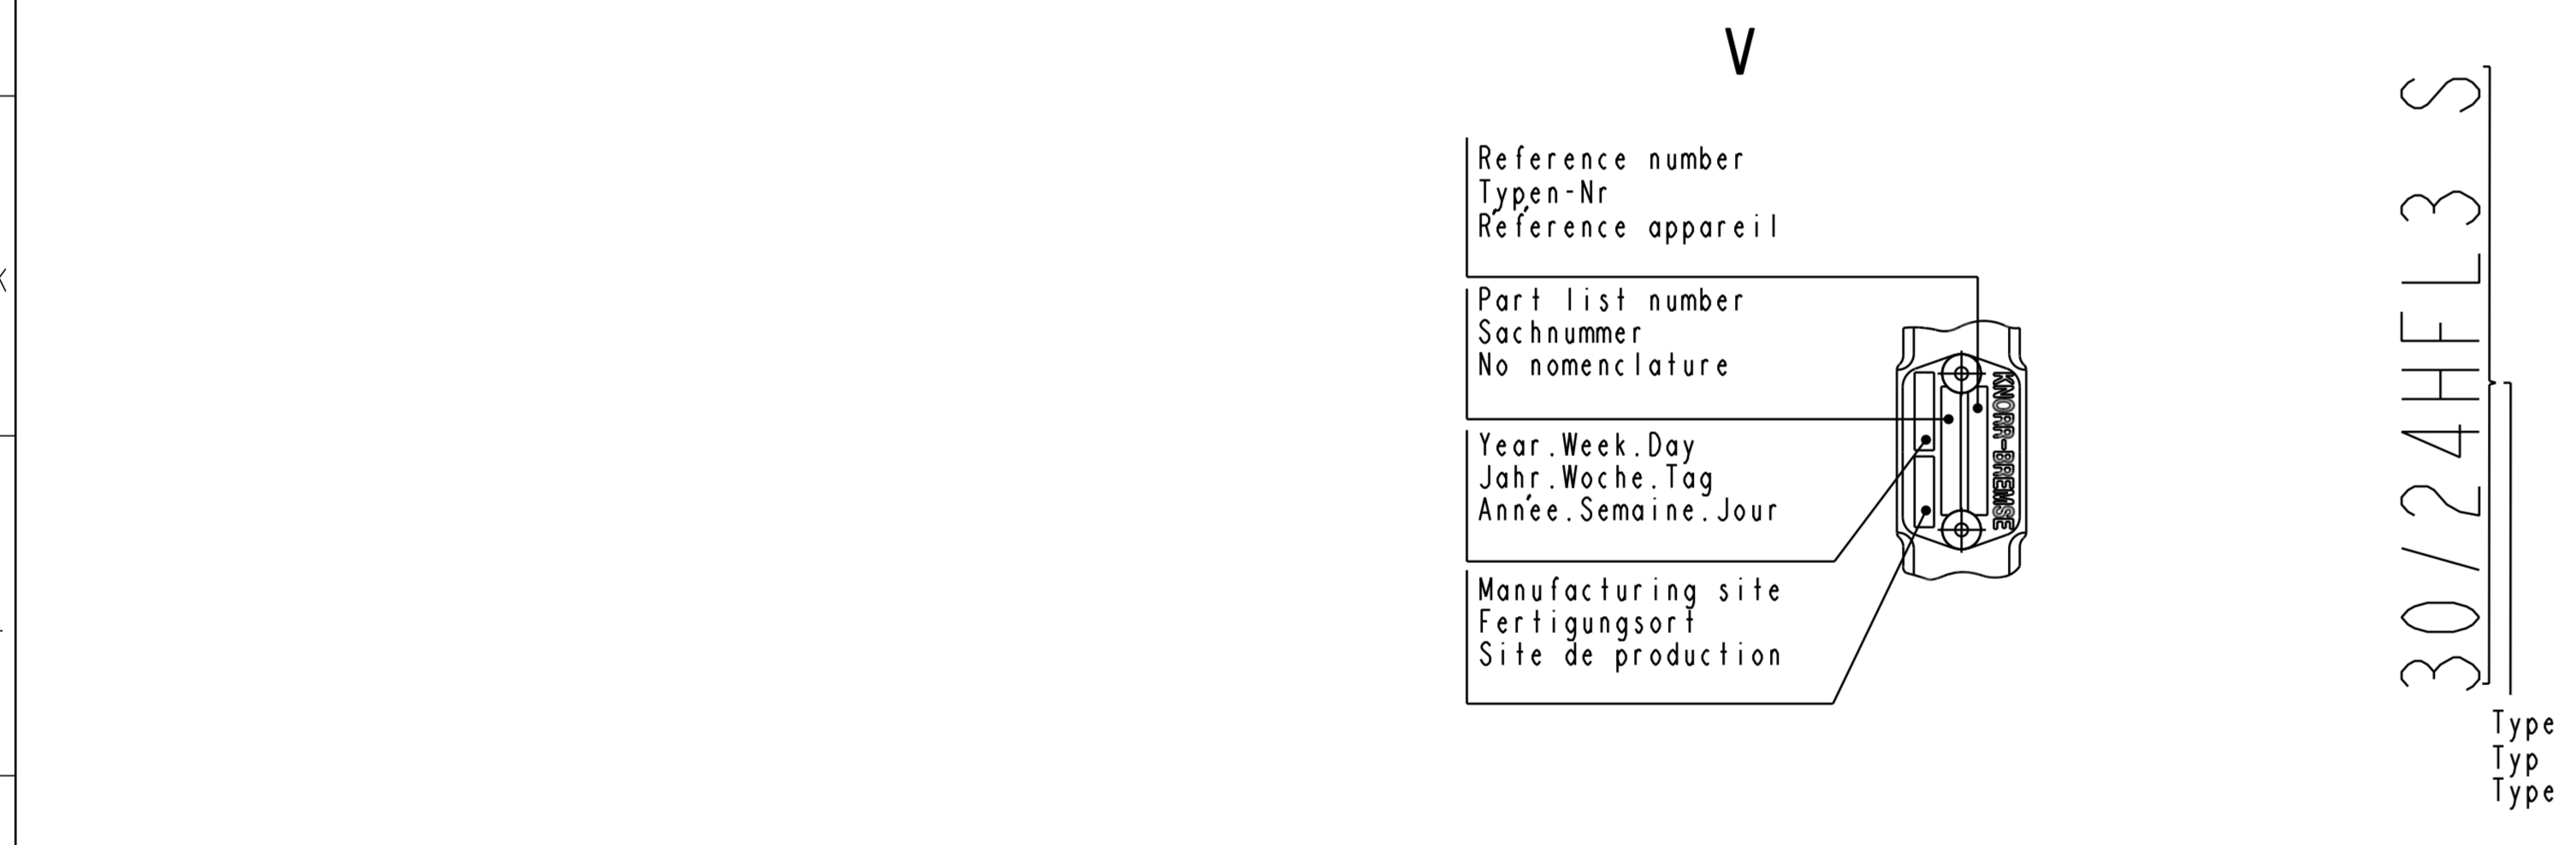 V
Reference number
Typen-Nr
Référence appareil
Part list number
Sachnummer
No nomenclature
Year.Week.Day
Jahr.Woche.Tag
Année.Semaine.Jour
Manufacturing site
Fertigungsort
Site de production
KNORR-BREMSE
30/24HFL3 S
Type
Typ
Type